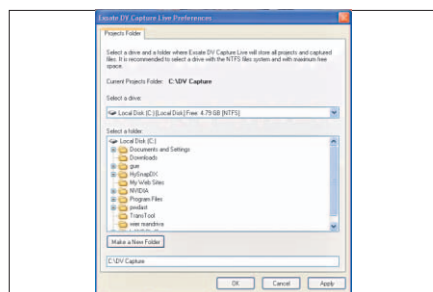 Exsate DV Capture Live Preferences
Projects Folder
Select a drive and a folder where Exsate DV Capture Live will store all projects and captured
files. It is recommended to select a drive with the NTFS files system and with maximum free
space.
Current Projects Folder: C:\DV Capture
Select a drive:
Local Disk (C:) [Local Disk] Free 4.79 GB [NTFS]
Select a folder:
Local Disk (C:)
Documents and Settings
Downloads
gue
MySnapDX
My Web Sites
NVIDIA
Program Files
pwdast
TransTool
Make a New Folder
C:\DV Capture
OK Cancel Apply